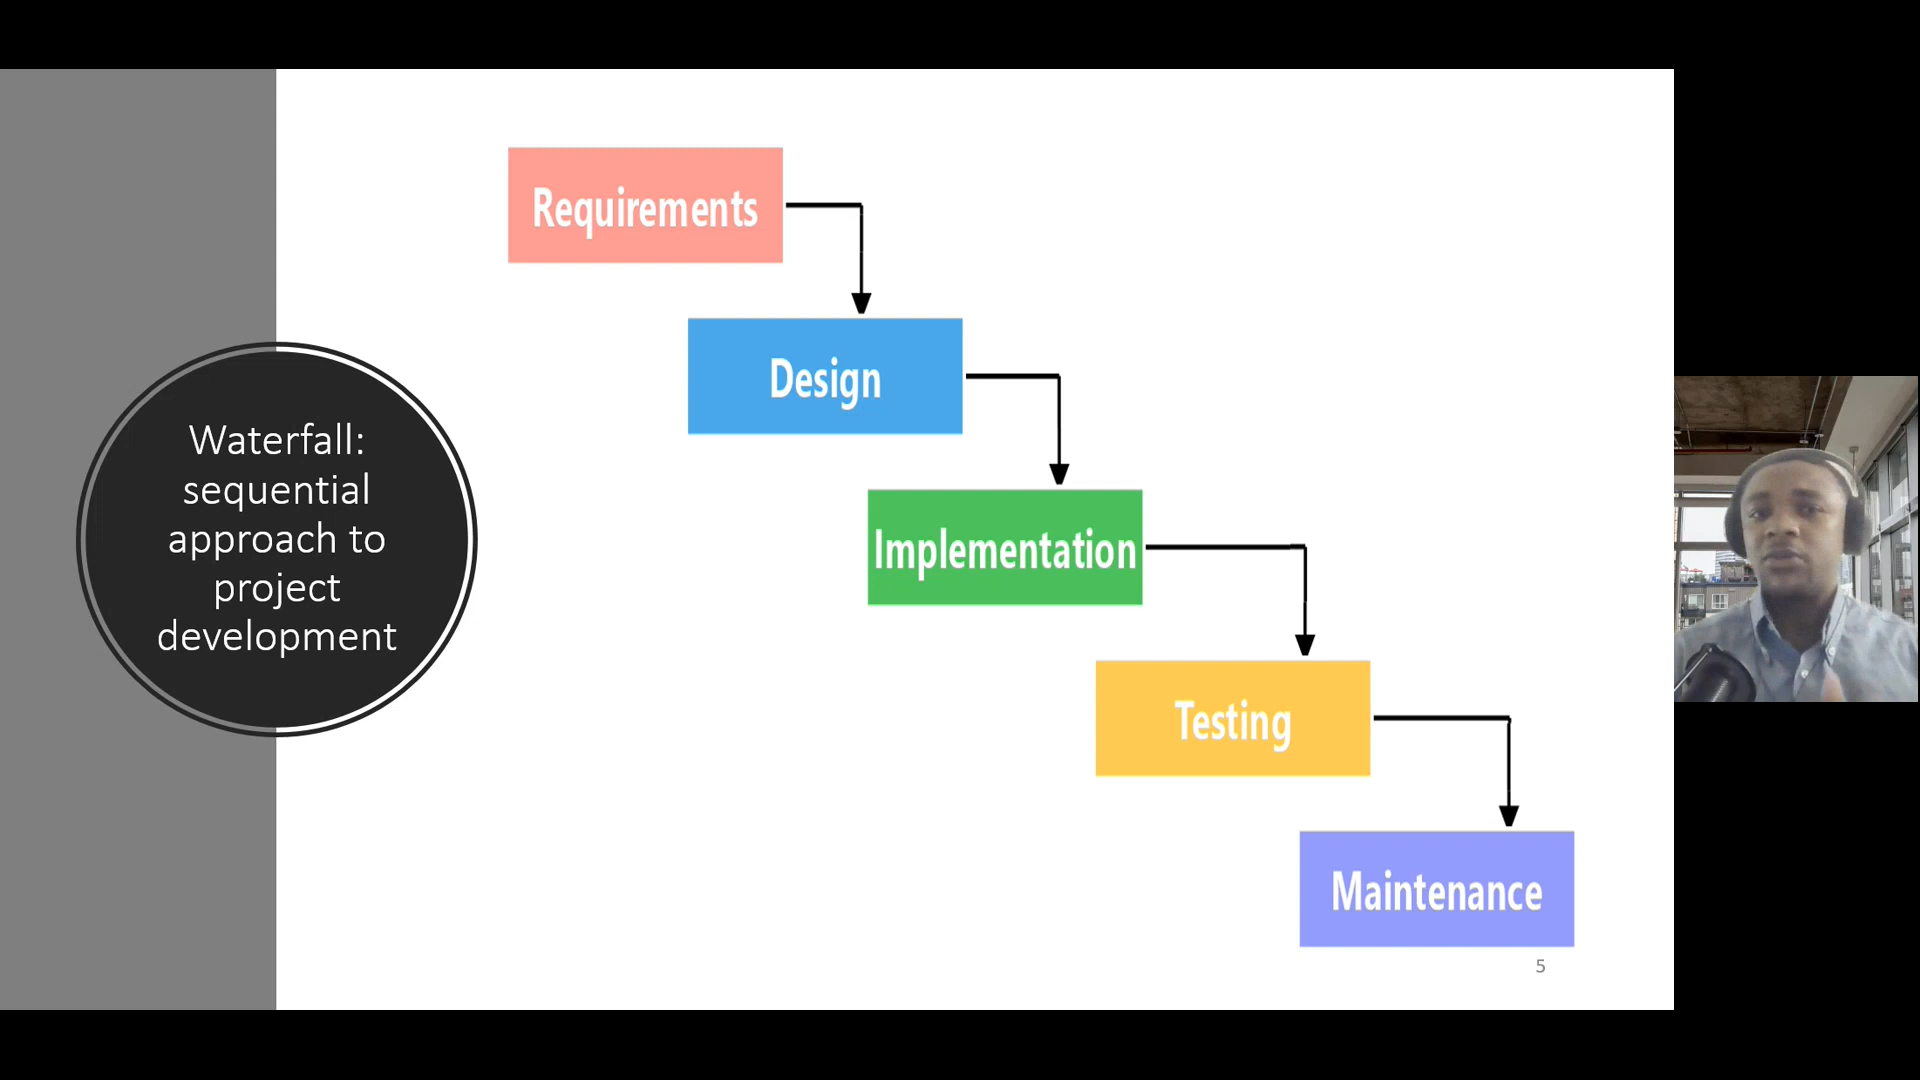 Waterfall:
sequential
approach to
project
development
Requirements
Design
Implementation
Testing
Maintenance
5